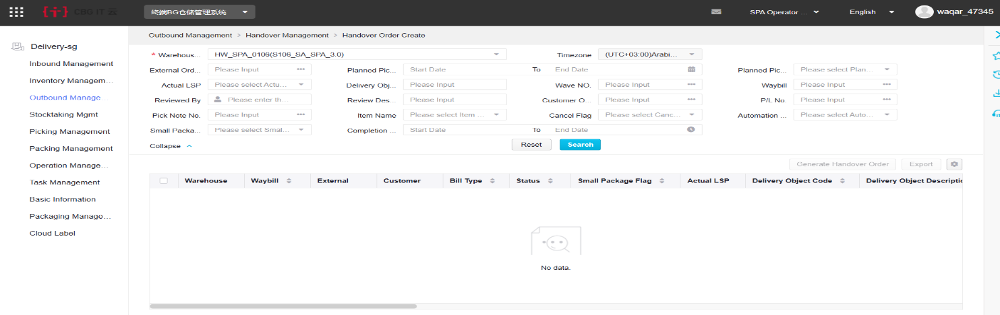 CBG IT 云 终端BG仓储管理系统 SPA Operator ... English waqar_47345
Outbound Management > Handover Management > Handover Order Create
Delivery-sg
Inbound Management
Inventory Managem...
Outbound Manage...
Stocktaking Mgmt
Picking Management
Packing Management
Operation Manage...
Task Management
Basic Information
Packaging Manage...
Cloud Label
* Warehous... HW_SPA_0106(S106_SA_SPA_3.0) Timezone (UTC+03:00)Arabi...
External Ord... Please Input Planned Pic... Start Date To End Date Planned Pic... Please select Plan...
Actual LSP Please select Actu... Delivery Obj... Please Input Wave NO. Please Input Waybill Please Input
Reviewed By Please enter th... Review Des... Please Input Customer O... Please Input P/L No. Please Input
Pick Note No. Please Input Item Name Please select Item ... Cancel Flag Please select Canc... Automation ... Please select Auto...
Small Packa... Please select Smal... Completion ... Start Date To End Date
Collapse Reset Search
Generate Handover Order Export
Warehouse Waybill External Customer Bill Type Status Small Package Flag Actual LSP Delivery Object Code Delivery Object Descriptio
No data.